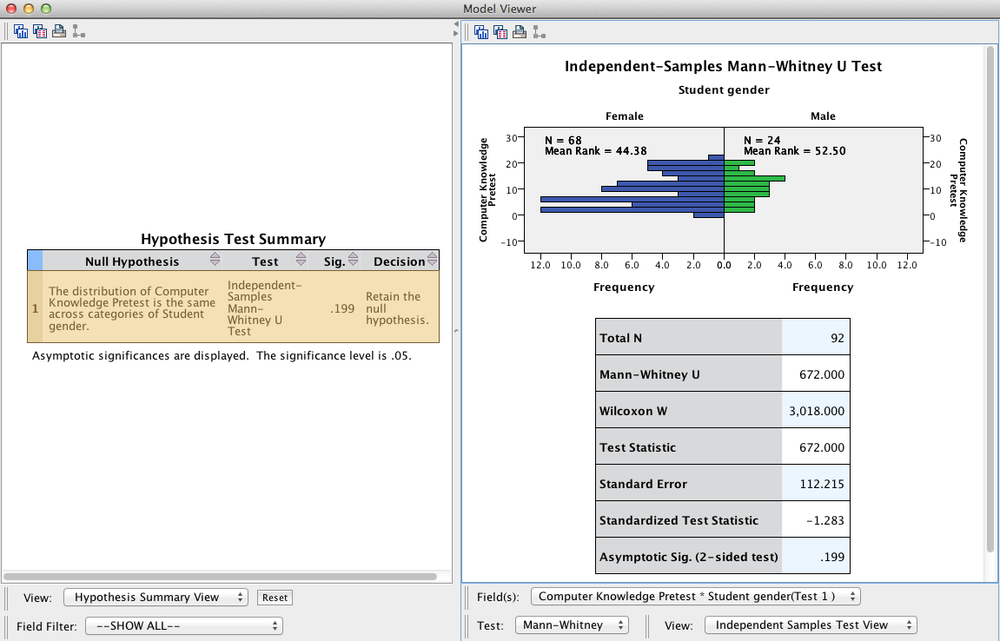 Model Viewer
Hypothesis Test Summary
Null Hypothesis Test Sig. Decision
1
The distribution of Computer
Knowledge Pretest is the same
across categories of Student
gender.
Independent-
Samples
Mann-
Whitney U
Test
.199
Retain the
null
hypothesis.
Asymptotic significances are displayed. The significance level is .05.
View: Hypothesis Summary View Reset
Field Filter: --SHOW ALL--
Independent-Samples Mann-Whitney U Test
Student gender
Female Male
N = 68
Mean Rank = 44.38
N = 24
Mean Rank = 52.50
Computer Knowledge
Pretest
30
20
10
0
-10
30
20
10
0
-10
Computer Knowledge
Pretest
12.0 10.0 8.0 6.0 4.0 2.0 0.0 2.0 4.0 6.0 8.0 10.0 12.0
Frequency Frequency
Total N 92
Mann-Whitney U 672.000
Wilcoxon W 3,018.000
Test Statistic 672.000
Standard Error 112.215
Standardized Test Statistic -1.283
Asymptotic Sig. (2-sided test) .199
Field(s): Computer Knowledge Pretest * Student gender(Test 1 )
Test: Mann-Whitney View: Independent Samples Test View